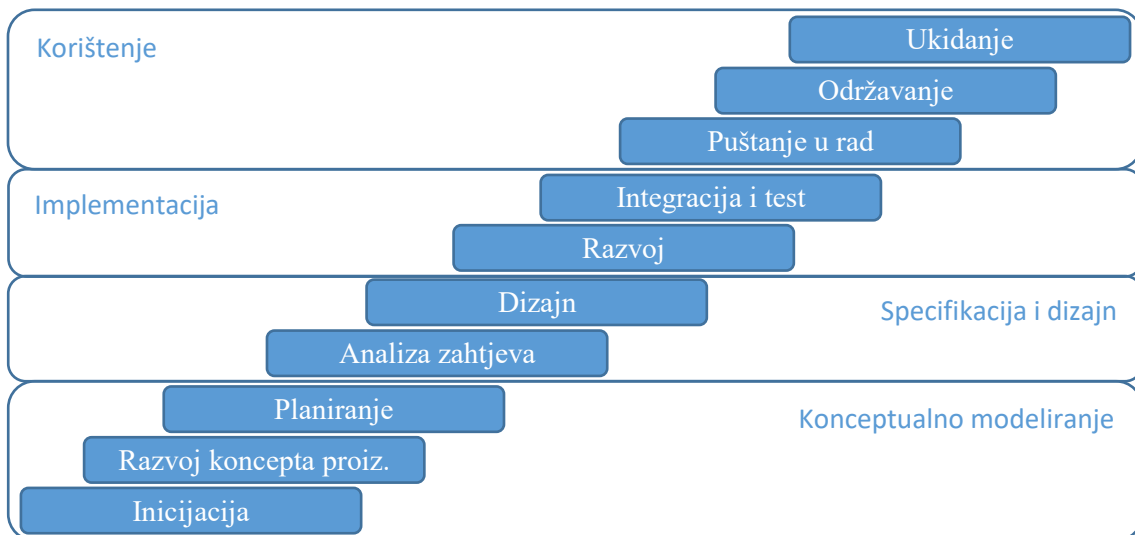 Korištenje
Ukidanje
Održavanje
Puštanje u rad
Implementacija
Integracija i test
Razvoj
Dizajn
Specifikacija i dizajn
Analiza zahtjeva
Planiranje
Konceptualno modeliranje
Razvoj koncepta proiz.
Inicijacija